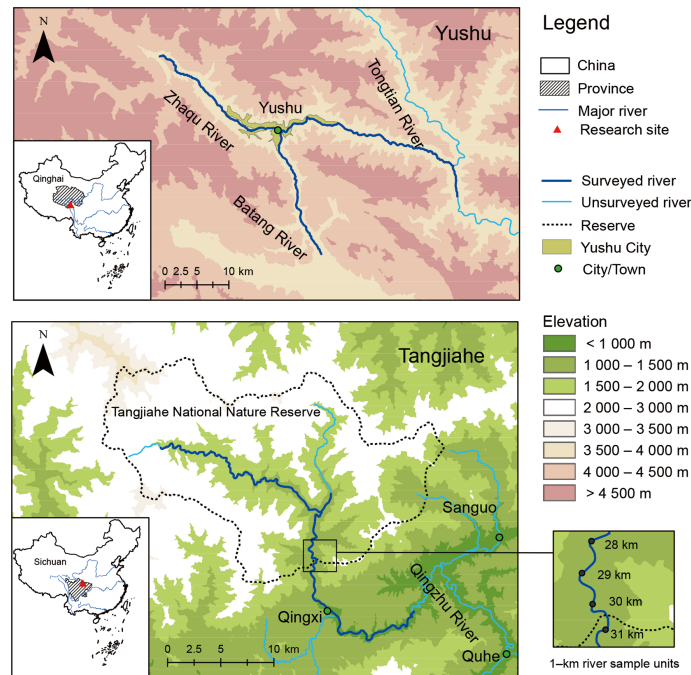 N
Yushu
Yushu
Zhaqu River
Tongtian River
Batang River
Qinghai
0 2.5 5 10 km
N
Tangjiahe
Tangjiahe National Nature Reserve
Sanguo
Qingzhu River
Qingxi
Quhe
Sichuan
0 2.5 5 10 km
Legend
China
Province
Major river
Research site
Surveyed river
Unsurveyed river
Reserve
Yushu City
City/Town
Elevation
< 1 000 m
1 000 – 1 500 m
1 500 – 2 000 m
2 000 – 3 000 m
3 000 – 3 500 m
3 500 – 4 000 m
4 000 – 4 500 m
> 4 500 m
28 km
29 km
30 km
31 km
1–km river sample units